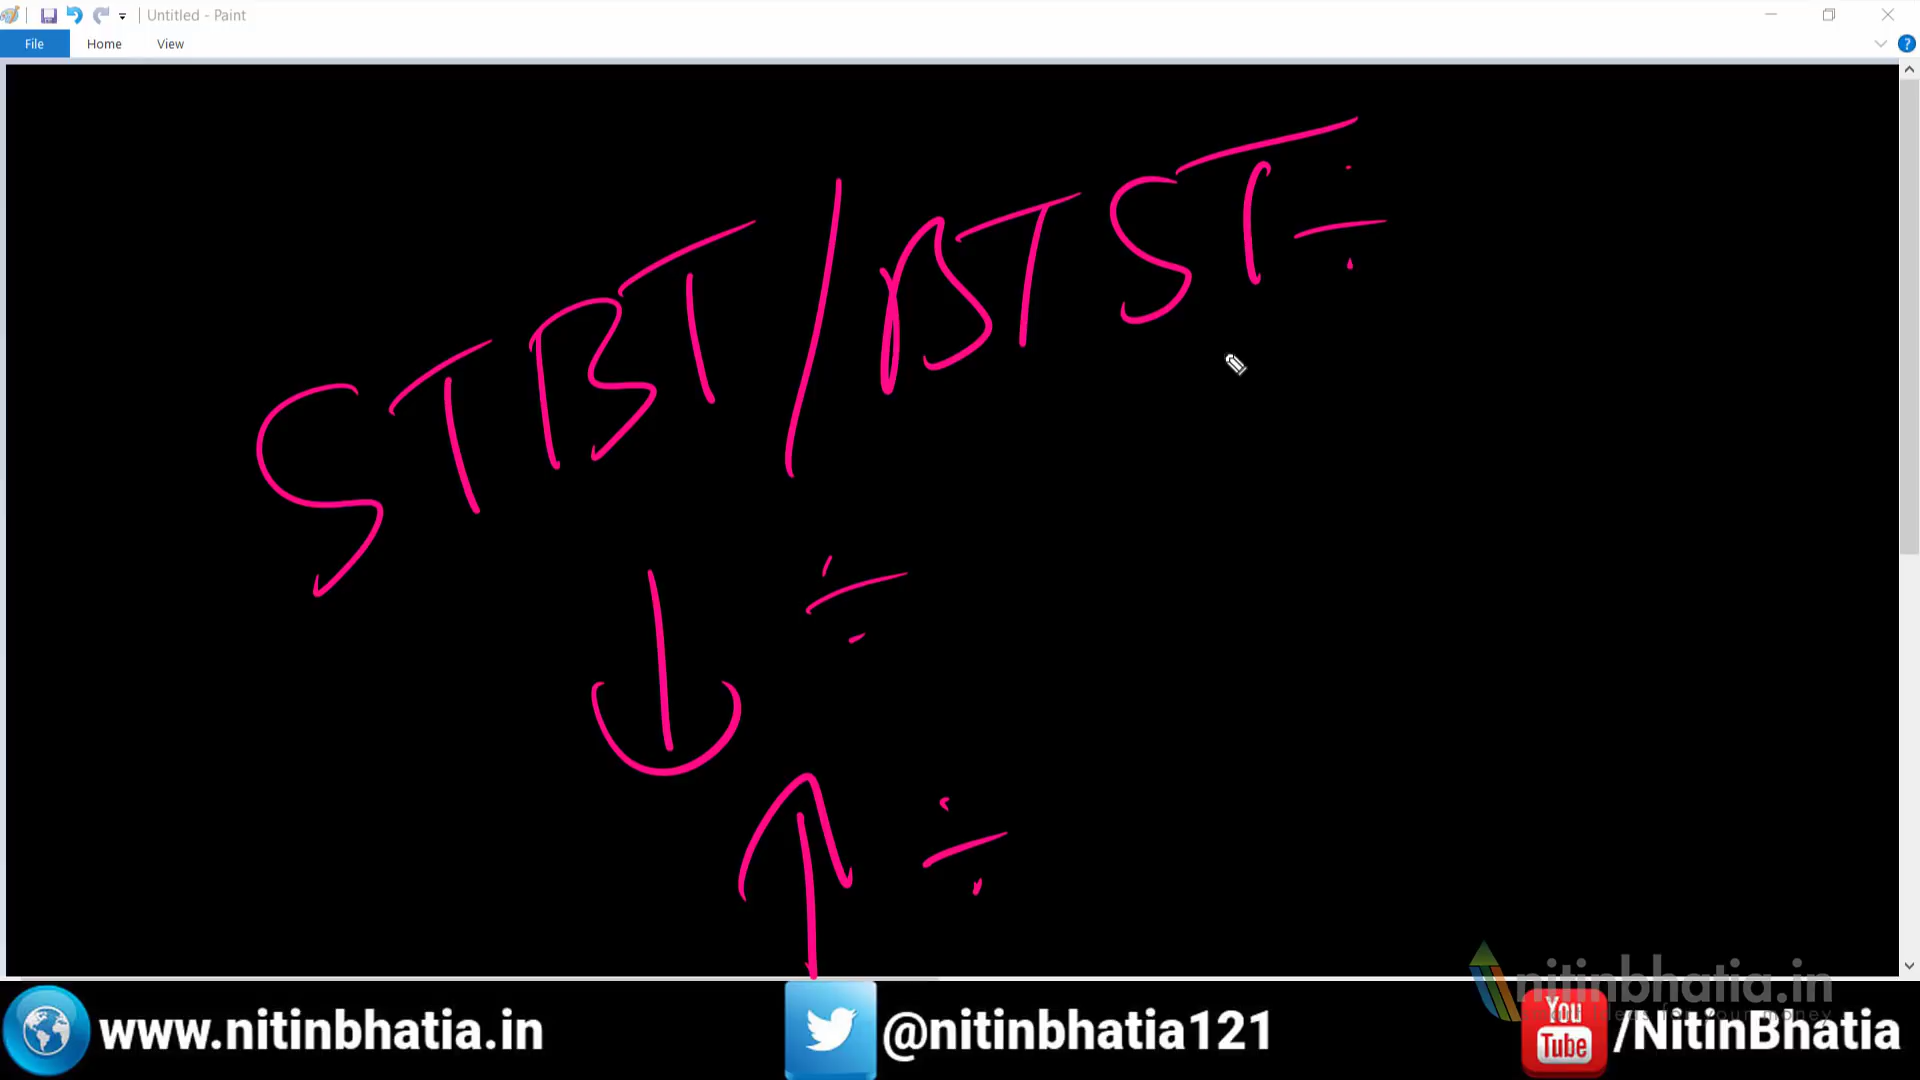 Untitled - Paint
File Home View
STBT/BTST÷
↓ ÷
↑ ÷
nitinbhatia.in
www.nitinbhatia.in
@nitinbhatia121
You Tube /NitinBhatia